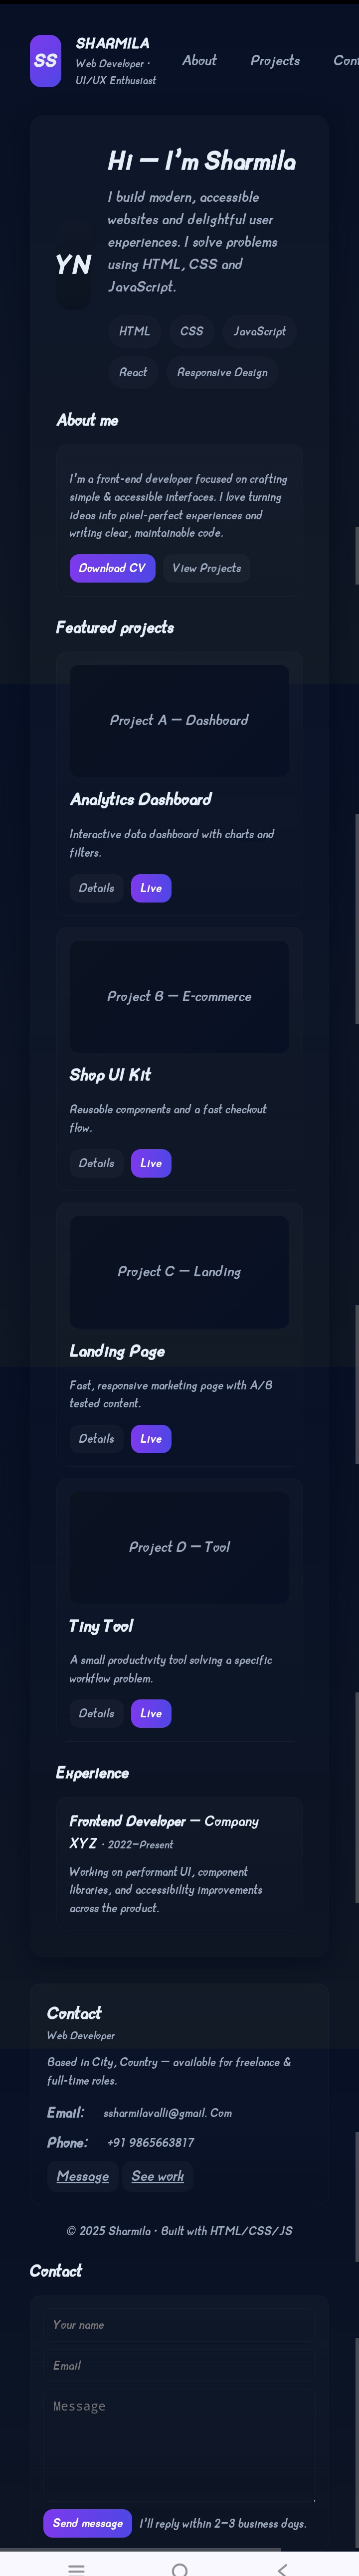 SS
SHARMILA
Web Developer ·
UI/UX Enthusiast
About Projects Cont
Hi — I'm Sharmila
I build modern, accessible
websites and delightful user
experiences. I solve problems
using HTML, CSS and
JavaScript.
YN
HTML CSS JavaScript
React Responsive Design
About me
I'm a front-end developer focused on crafting
simple & accessible interfaces. I love turning
ideas into pixel-perfect experiences and
writing clear, maintainable code.
Download CV View Projects
Featured projects
Project A — Dashboard
Analytics Dashboard
Interactive data dashboard with charts and
filters.
Details Live
Project B — E-commerce
Shop UI Kit
Reusable components and a fast checkout
flow.
Details Live
Project C — Landing
Landing Page
Fast, responsive marketing page with A/B
tested content.
Details Live
Project D — Tool
Tiny Tool
A small productivity tool solving a specific
workflow problem.
Details Live
Experience
Frontend Developer — Company
XYZ · 2022–Present
Working on performant UI, component
libraries, and accessibility improvements
across the product.
Contact
Web Developer
Based in City, Country — available for freelance &
full-time roles.
Email: ssharmilavalli@gmail. Com
Phone: +91 9865663817
Message See work
© 2025 Sharmila · Built with HTML/CSS/JS
Contact
Your name
Email
Message
Send message I'll reply within 2–3 business days.